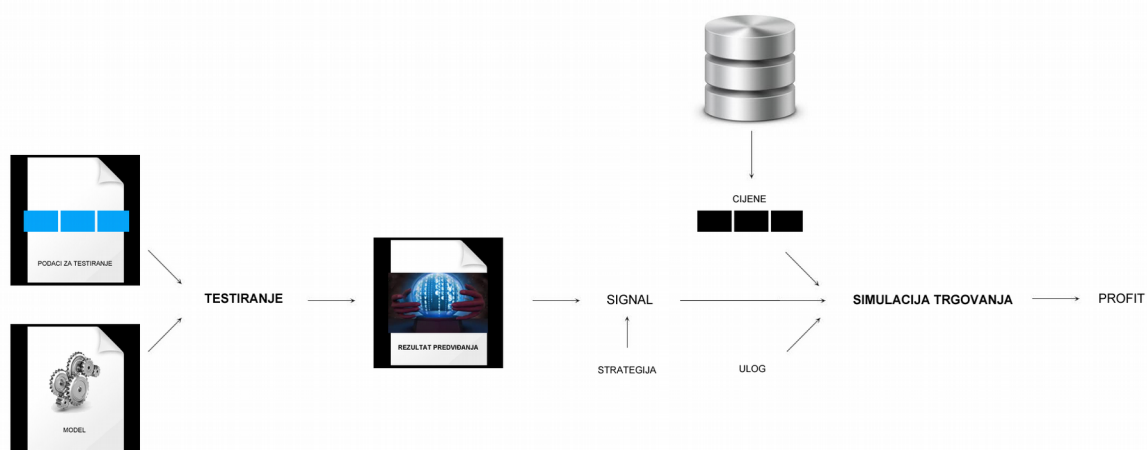 CIJENE
PODACI ZA TESTIRANJE
TESTIRANJE
SIGNAL
SIMULACIJA TRGOVANJA
PROFIT
REZULTAT PREDVIĐANJA
STRATEGIJA
ULOG
MODEL